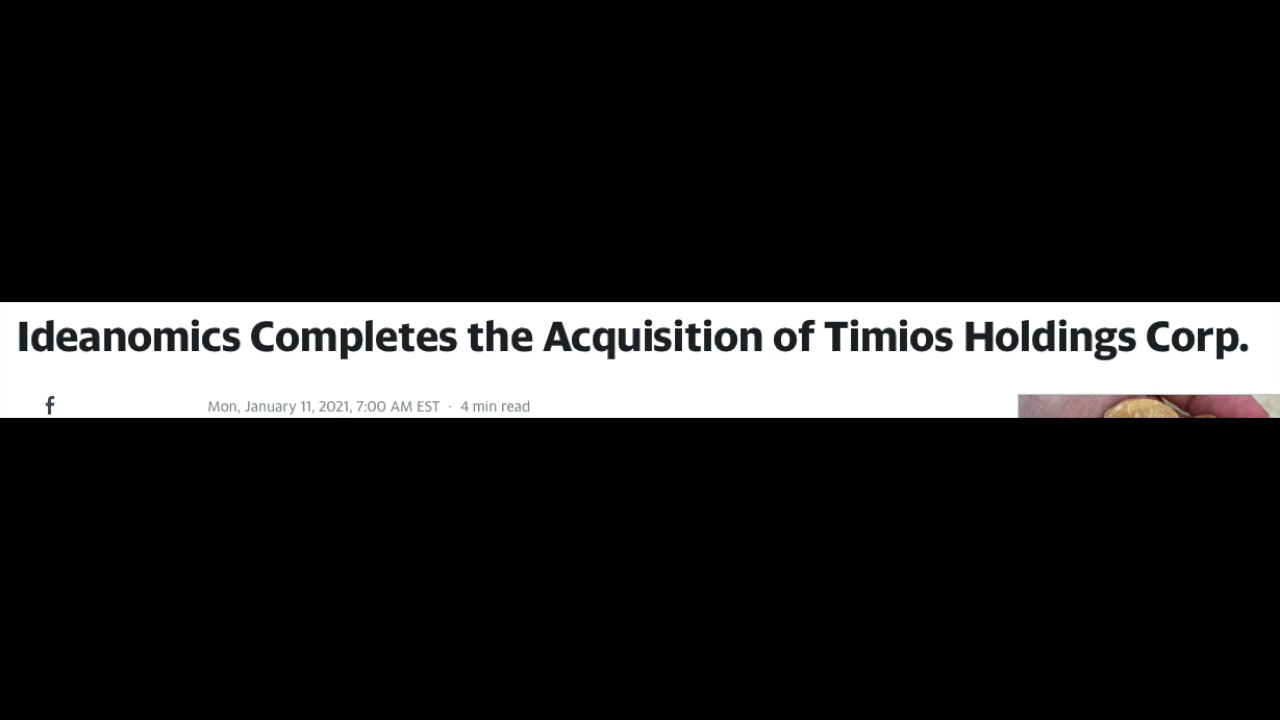 Ideanomics Completes the Acquisition of Timios Holdings Corp.
Mon, January 11, 2021, 7:00 AM EST · 4 min read